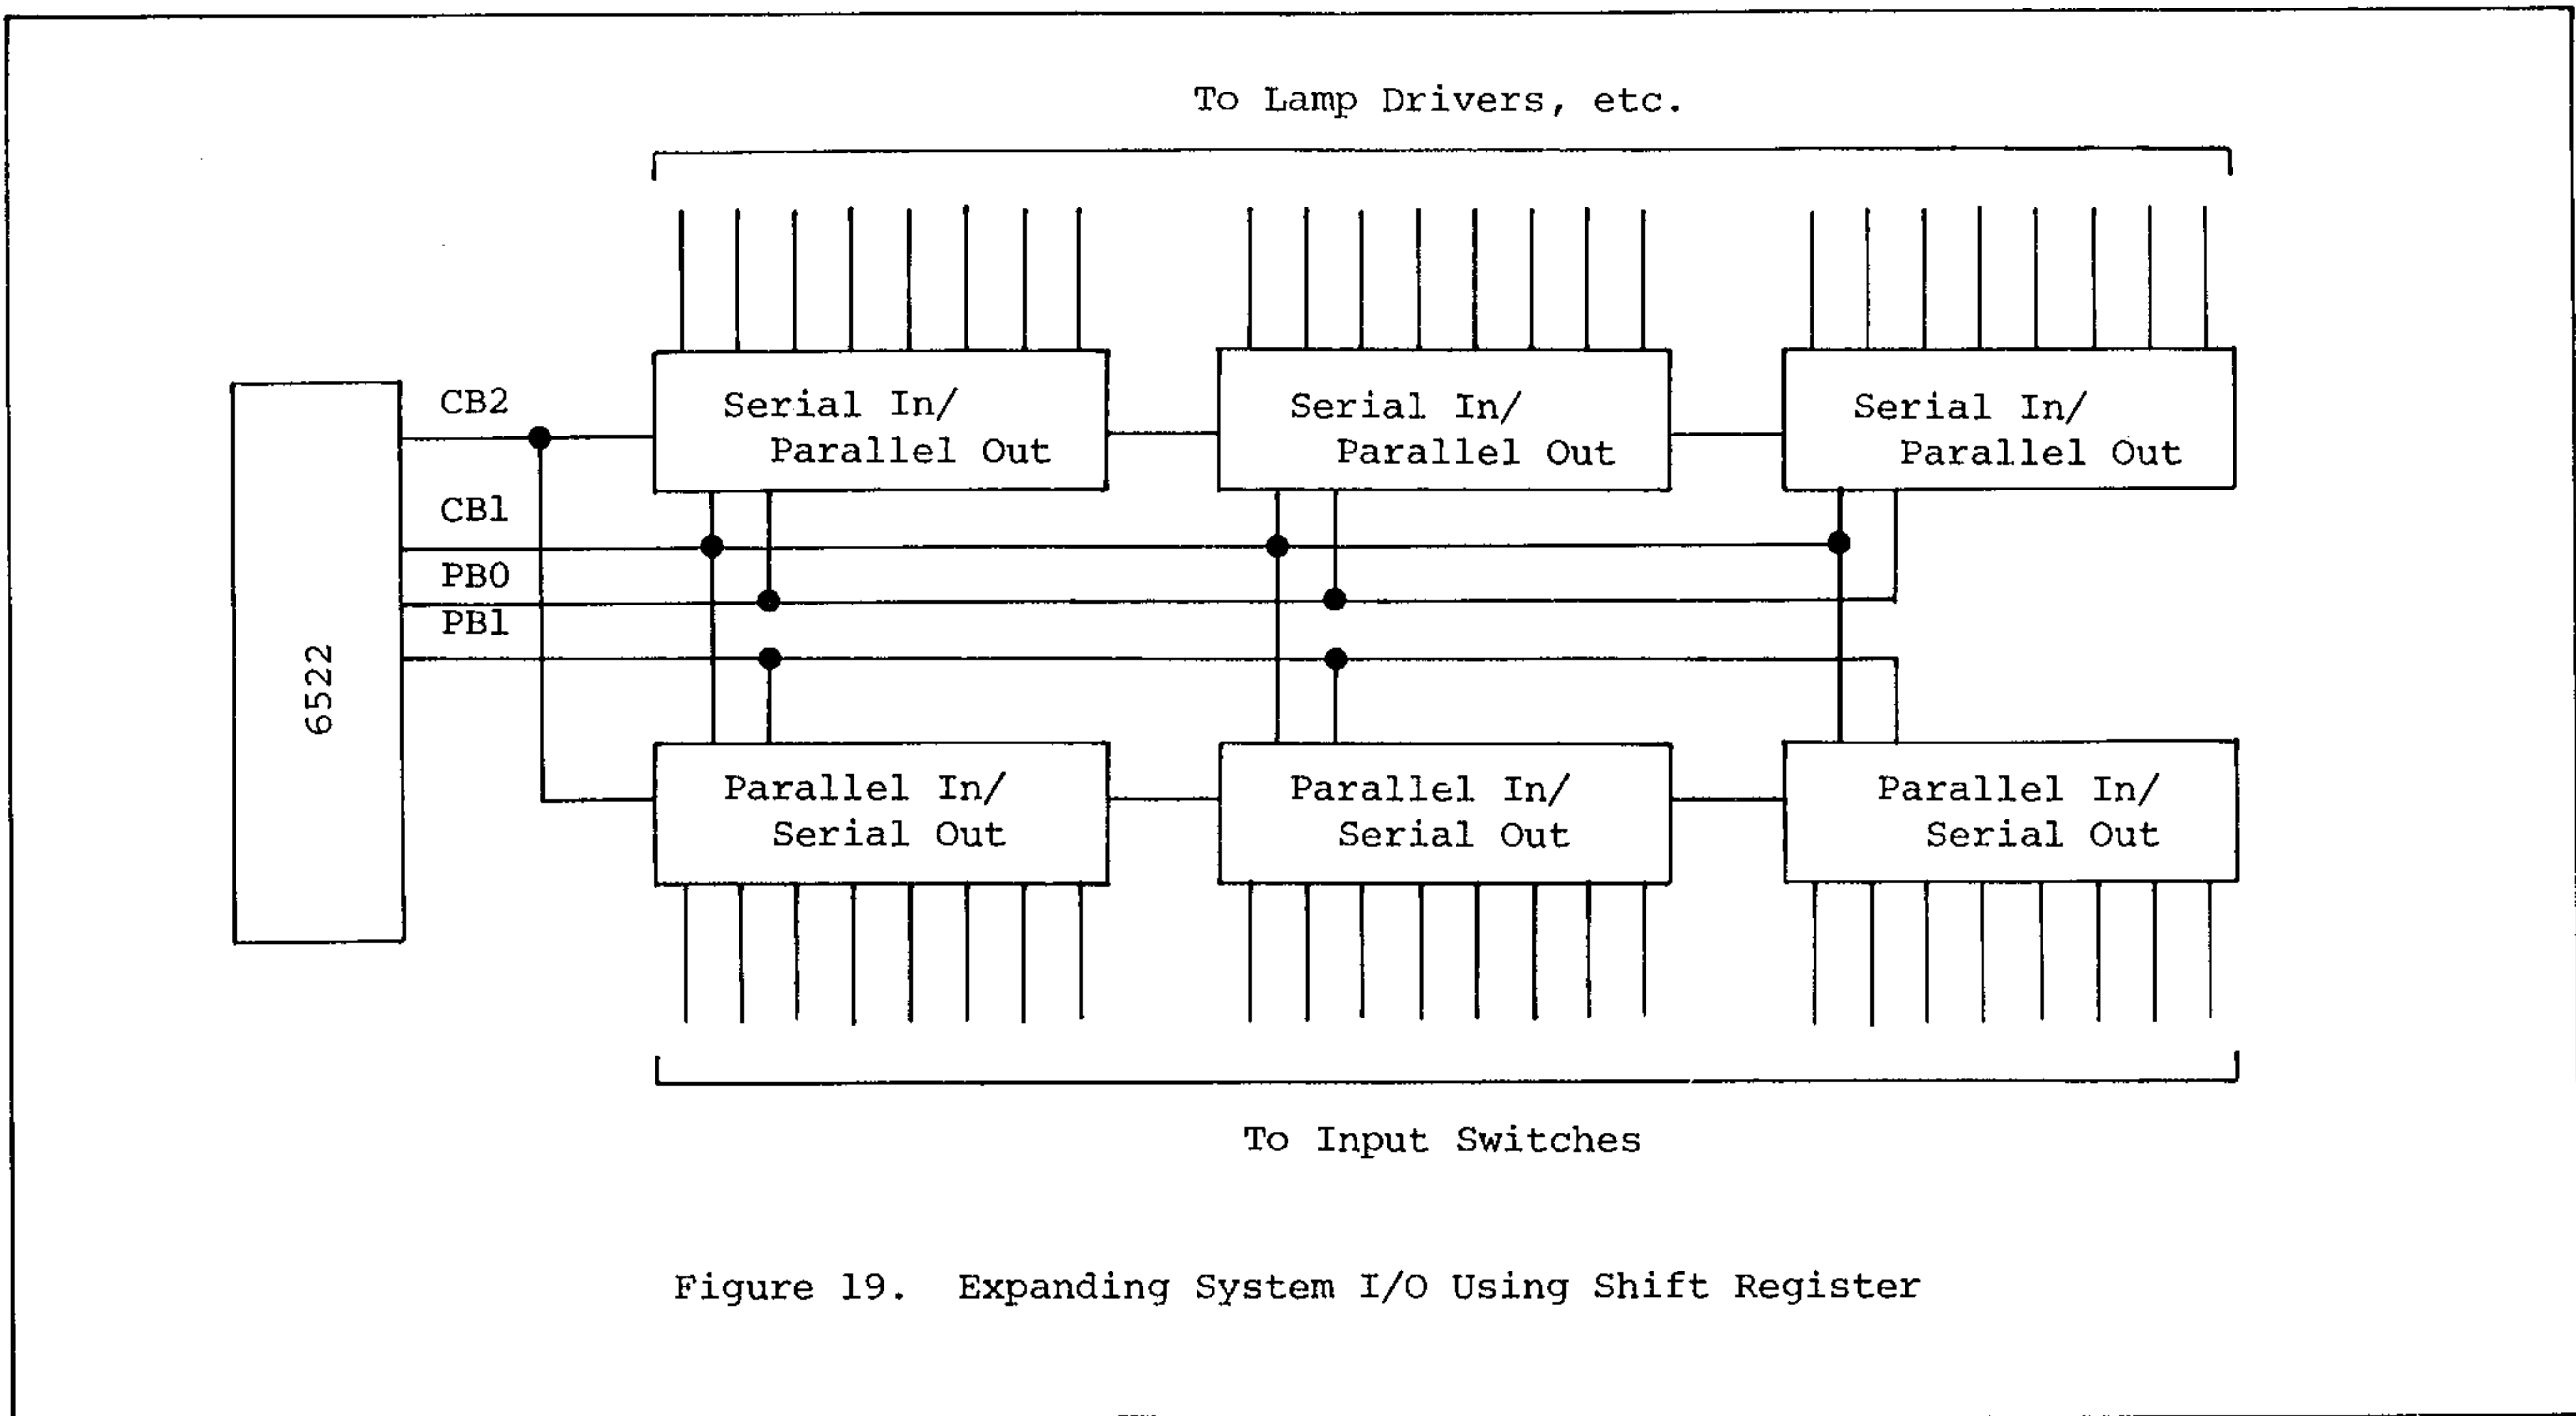 To Lamp Drivers, etc.
CB2
CB1
PB0
PB1
6522
Serial In/
Parallel Out
Serial In/
Parallel Out
Serial In/
Parallel Out
Parallel In/
Serial Out
Parallel In/
Serial Out
Parallel In/
Serial Out
To Input Switches
Figure 19. Expanding System I/O Using Shift Register